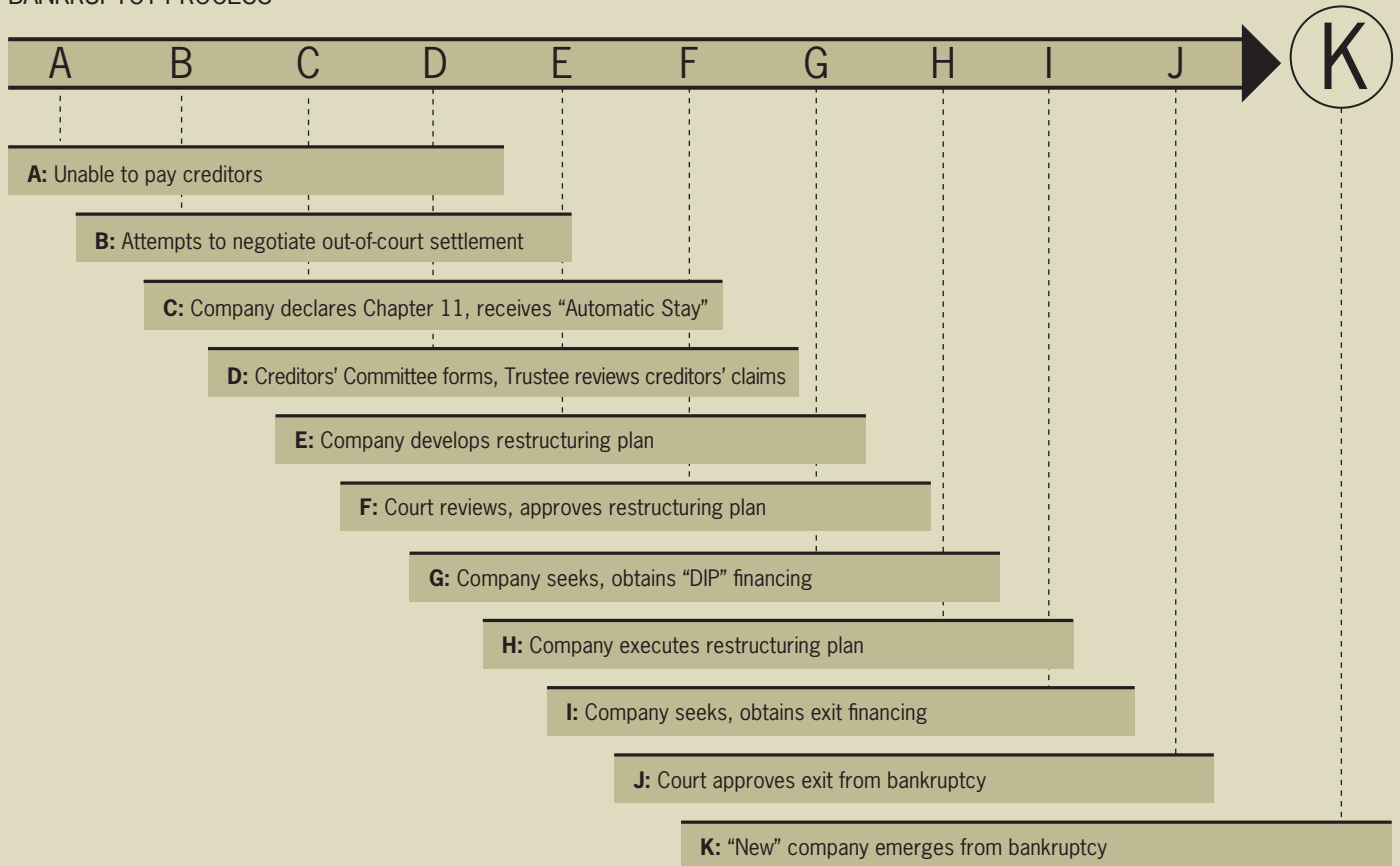 BANKRUPTCY PROCESS
A B C D E F G H I J K
A: Unable to pay creditors
B: Attempts to negotiate out-of-court settlement
C: Company declares Chapter 11, receives “Automatic Stay”
D: Creditors’ Committee forms, Trustee reviews creditors’ claims
E: Company develops restructuring plan
F: Court reviews, approves restructuring plan
G: Company seeks, obtains “DIP” financing
H: Company executes restructuring plan
I: Company seeks, obtains exit financing
J: Court approves exit from bankruptcy
K: “New” company emerges from bankruptcy